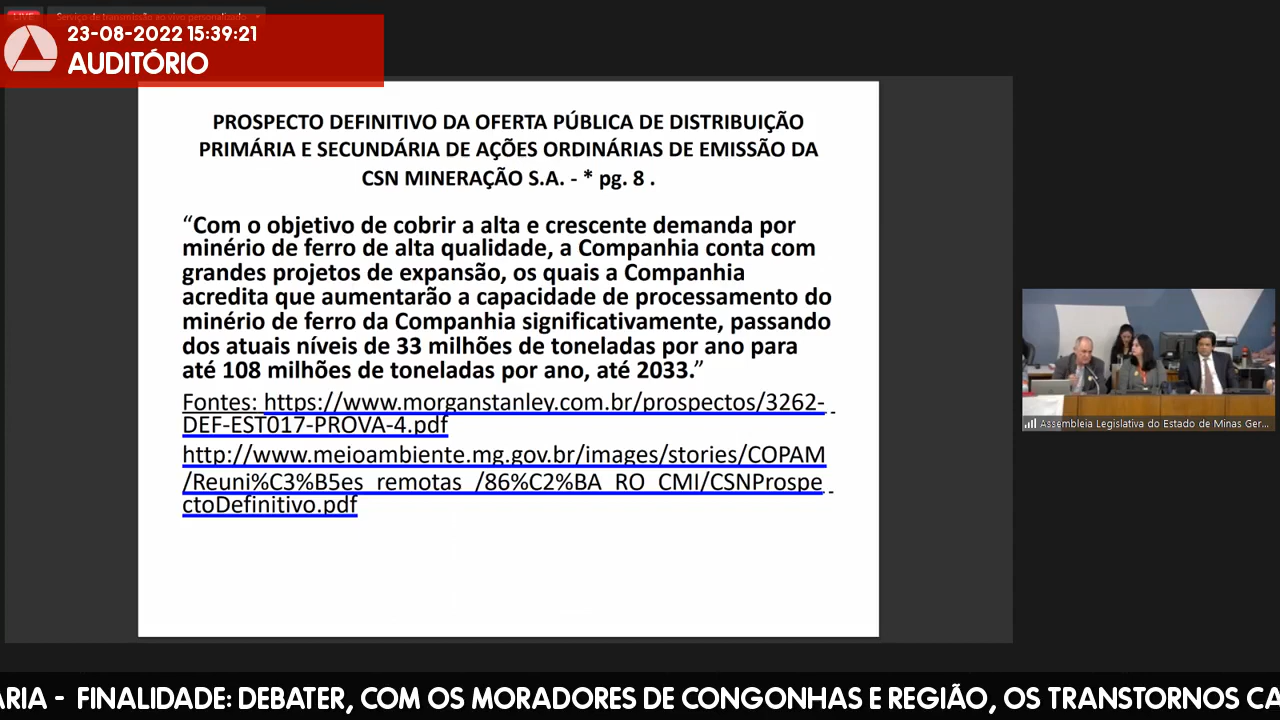 LIVE
Serviço de transmissão ao vivo personalizado
23-08-2022 15:39:21
AUDITÓRIO
PROSPECTO DEFINITIVO DA OFERTA PÚBLICA DE DISTRIBUIÇÃO
PRIMÁRIA E SECUNDÁRIA DE AÇÕES ORDINÁRIAS DE EMISSÃO DA
CSN MINERAÇÃO S.A. - * pg. 8 .
“Com o objetivo de cobrir a alta e crescente demanda por
minério de ferro de alta qualidade, a Companhia conta com
grandes projetos de expansão, os quais a Companhia
acredita que aumentarão a capacidade de processamento do
minério de ferro da Companhia significativamente, passando
dos atuais níveis de 33 milhões de toneladas por ano para
até 108 milhões de toneladas por ano, até 2033.”
Fontes: https://www.morganstanley.com.br/prospectos/3262-
DEF-EST017-PROVA-4.pdf
http://www.meioambiente.mg.gov.br/images/stories/COPAM
/Reuni%C3%B5es_remotas_/86%C2%BA_RO_CMI/CSNProspe
ctoDefinitivo.pdf
Assembleia Legislativa do Estado de Minas Ger...
ARIA - FINALIDADE: DEBATER, COM OS MORADORES DE CONGONHAS E REGIÃO, OS TRANSTORNOS CA